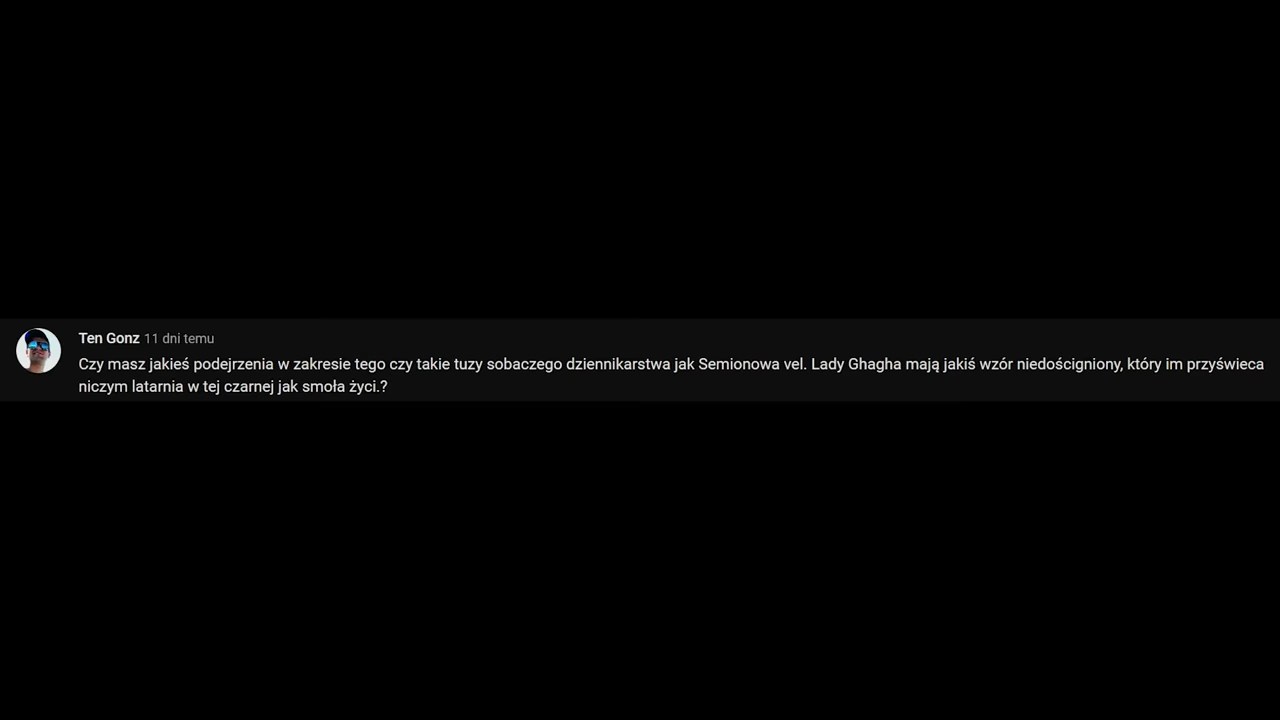 Ten Gonz 11 dni temu
Czy masz jakieś podejrzenia w zakresie tego czy takie tuzy sobaczego dziennikarstwa jak Semionowa vel. Lady Ghagha mają jakiś wzór niedościgniony, który im przyświeca
niczym latarnia w tej czarnej jak smoła życi.?